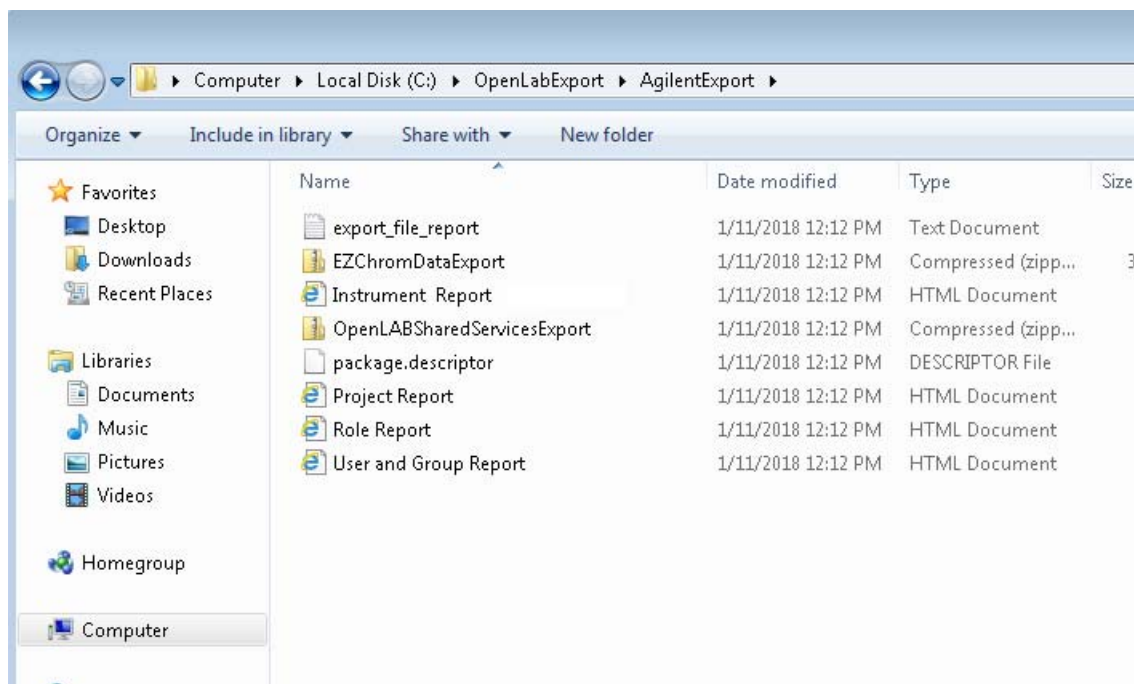 Computer ▸ Local Disk (C:) ▸ OpenLabExport ▸ AgilentExport ▸
Organize Include in library Share with New folder
Favorites
Desktop
Downloads
Recent Places
Libraries
Documents
Music
Pictures
Videos
Homegroup
Computer
Name Date modified Type Size
export_file_report 1/11/2018 12:12 PM Text Document
EZChromDataExport 1/11/2018 12:12 PM Compressed (zipp...
Instrument Report 1/11/2018 12:12 PM HTML Document
OpenLABSharedServicesExport 1/11/2018 12:12 PM Compressed (zipp...
package.descriptor 1/11/2018 12:12 PM DESCRIPTOR File
Project Report 1/11/2018 12:12 PM HTML Document
Role Report 1/11/2018 12:12 PM HTML Document
User and Group Report 1/11/2018 12:12 PM HTML Document